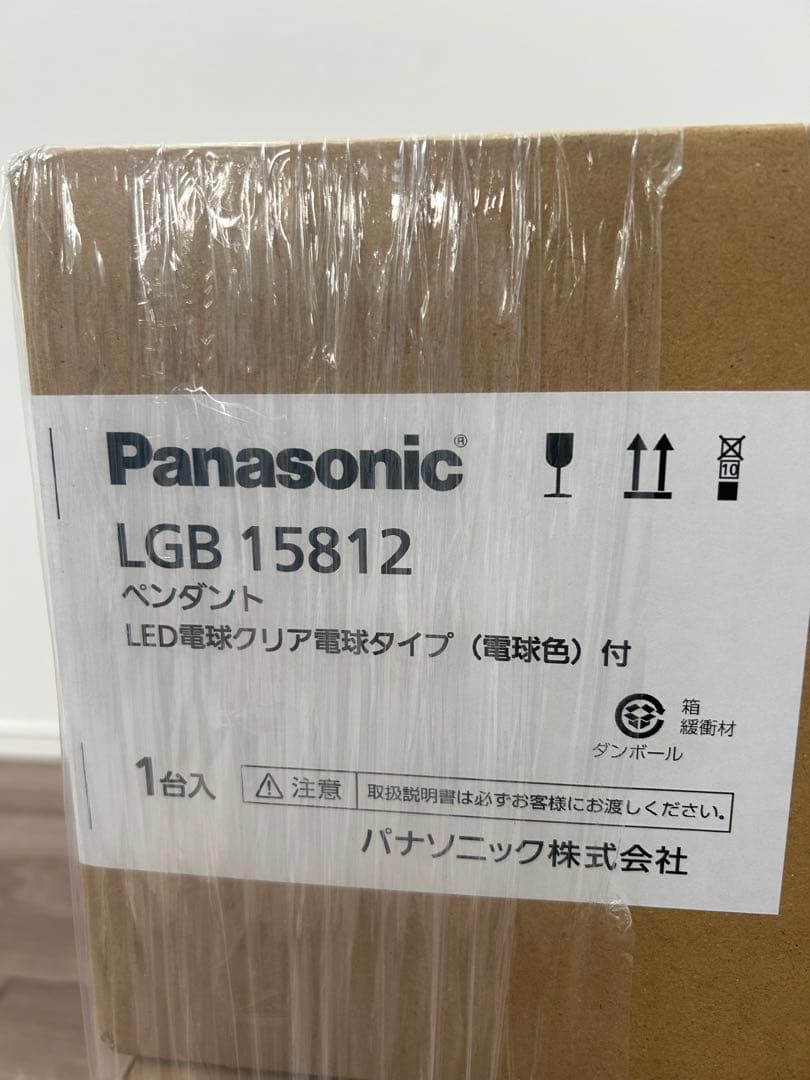 Panasonic®
10
LGB 15812
ペンダント
LED電球クリア電球タイプ（電球色）付
箱
緩衝材
ダンボール
1台入
注意 取扱説明書は必ずお客様にお渡しください。
パナソニック株式会社